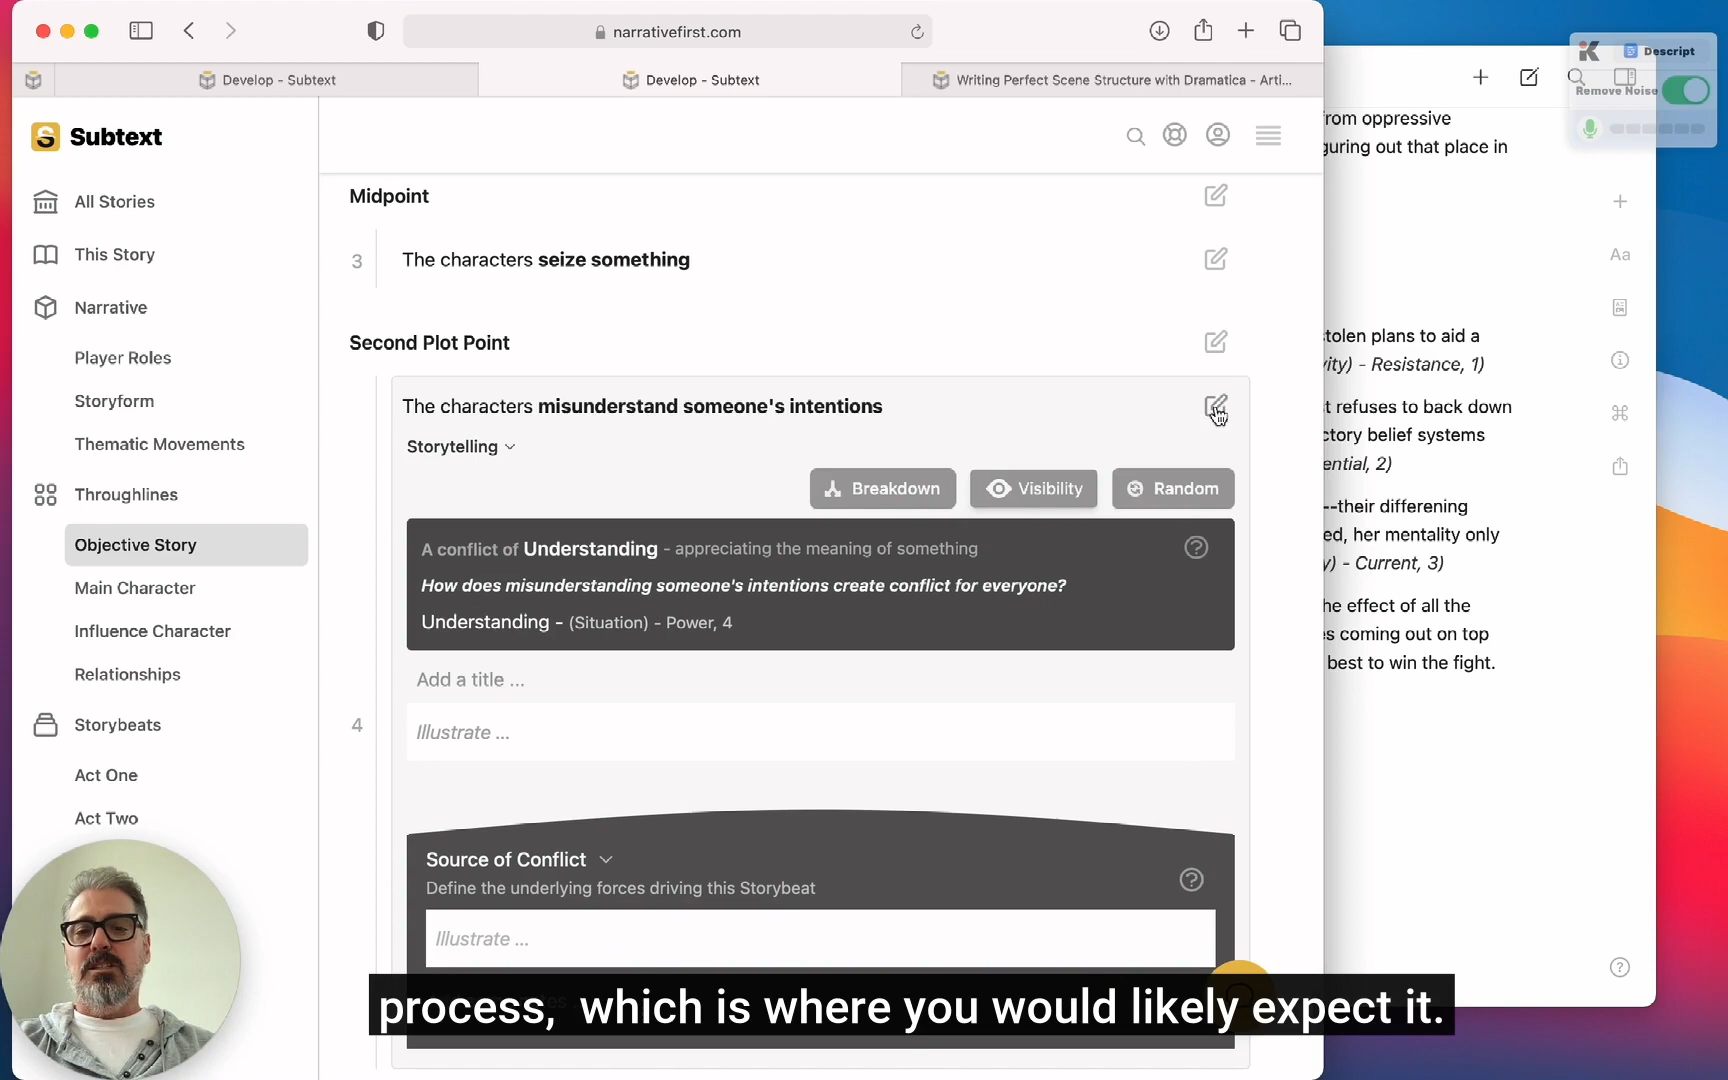 narrativefirst.com
Develop - Subtext
Develop - Subtext
Writing Perfect Scene Structure with Dramatica - Arti...
Descript
Remove Noise
Subtext
All Stories
This Story
Narrative
Player Roles
Storyform
Thematic Movements
Throughlines
Objective Story
Main Character
Influence Character
Relationships
Storybeats
Act One
Act Two
Midpoint
3
The characters seize something
Second Plot Point
The characters misunderstand someone's intentions
Storytelling
Breakdown
Visibility
Random
A conflict of Understanding - appreciating the meaning of something
How does misunderstanding someone's intentions create conflict for everyone?
Understanding - (Situation) - Power, 4
Add a title ...
4
Illustrate ...
Source of Conflict
Define the underlying forces driving this Storybeat
Illustrate ...
from oppressive
guring out that place in
Aa
tolen plans to aid a
vity) - Resistance, 1)
t refuses to back down
ctory belief systems
ential, 2)
--their differening
ed, her mentality only
y) - Current, 3)
he effect of all the
es coming out on top
best to win the fight.
process, which is where you would likely expect it.